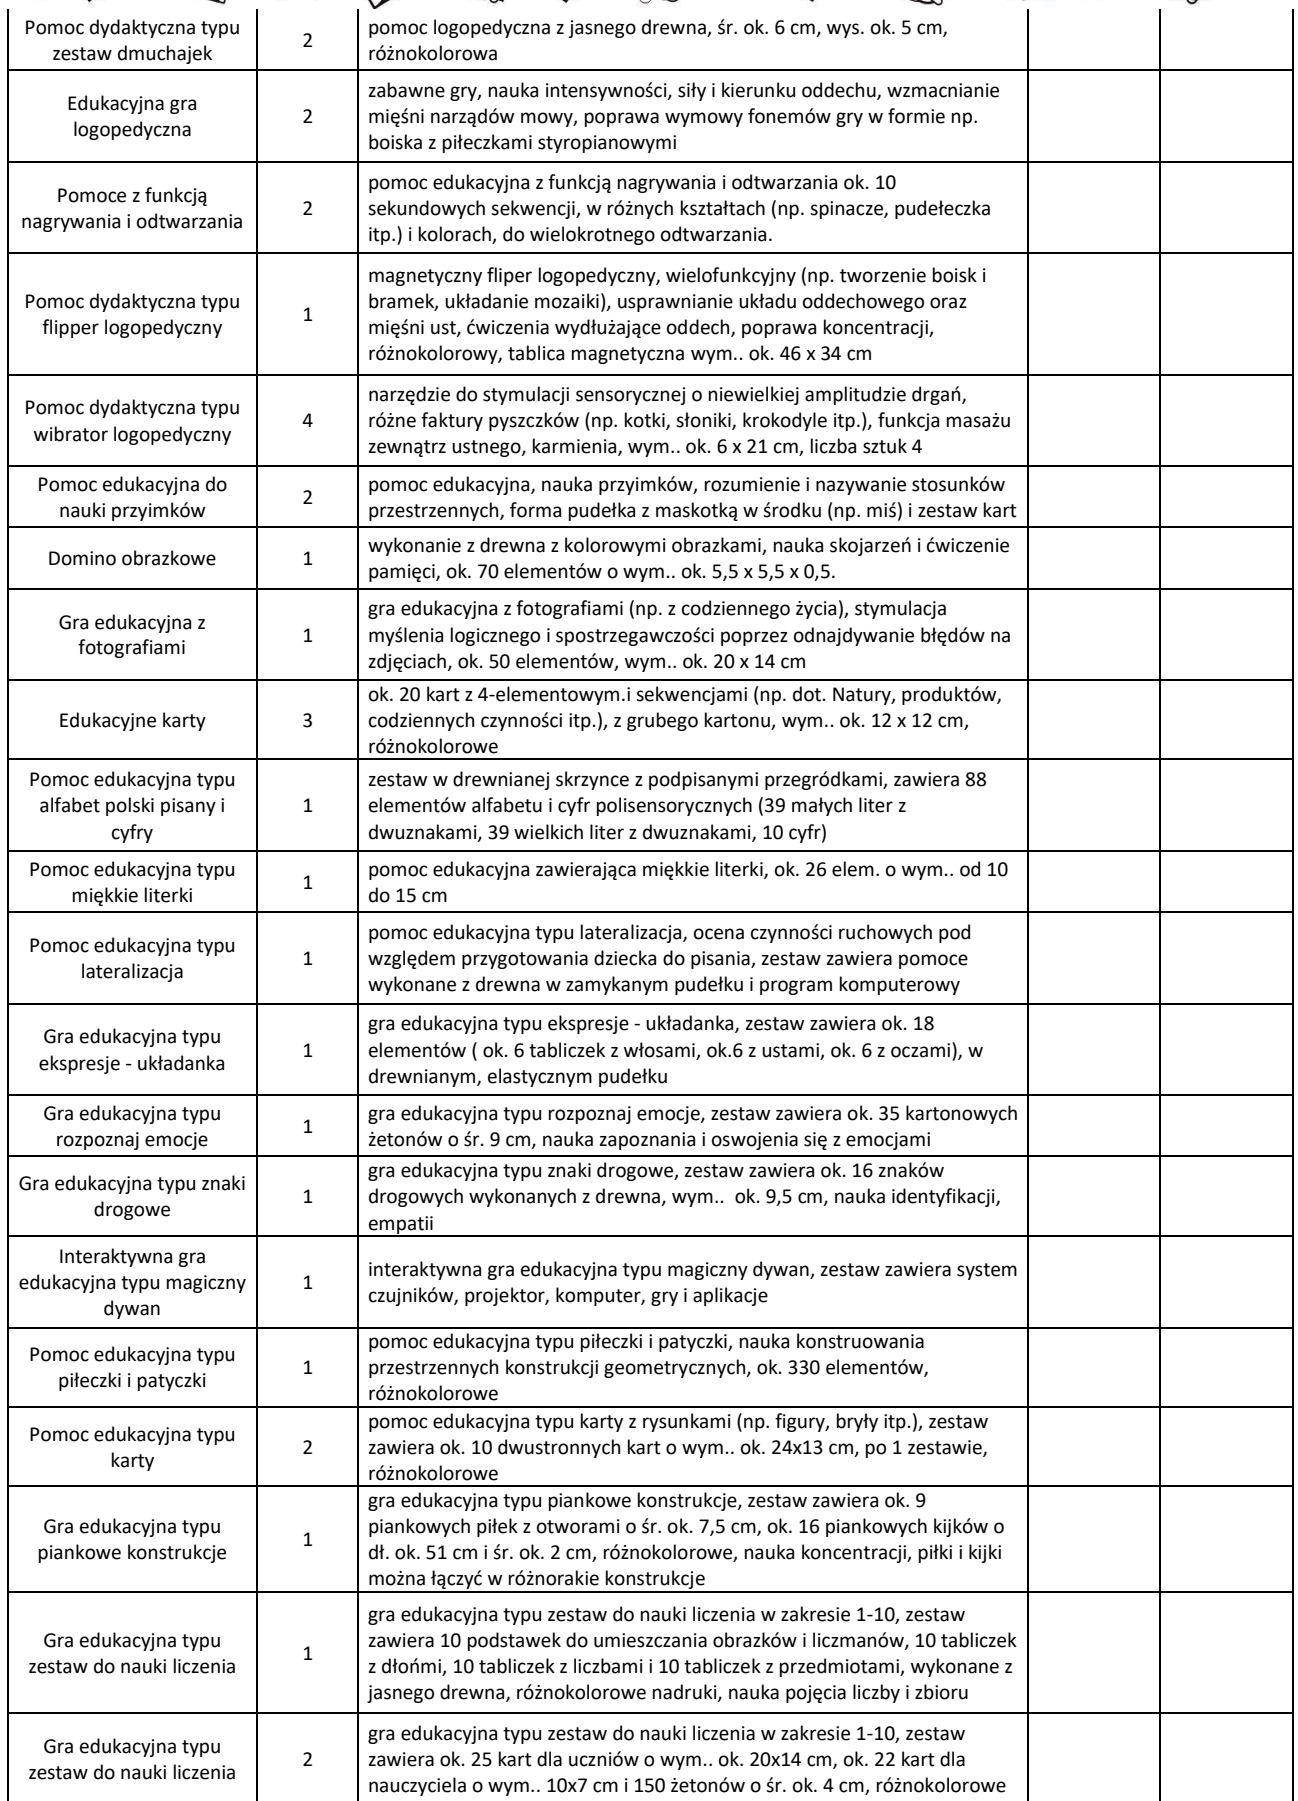 Pomoc dydaktyczna typu
zestaw dmuchajek
2
pomoc logopedyczna z jasnego drewna, śr. ok. 6 cm, wys. ok. 5 cm,
różnokolorowa
Edukacyjna gra
logopedyczna
2
zabawne gry, nauka intensywności, siły i kierunku oddechu, wzmacnianie
mięśni narządów mowy, poprawa wymowy fonemów gry w formie np.
boiska z piłeczkami styropianowymi
Pomoce z funkcją
nagrywania i odtwarzania
2
pomoc edukacyjna z funkcją nagrywania i odtwarzania ok. 10
sekundowych sekwencji, w różnych kształtach (np. spinacze, pudełeczka
itp.) i kolorach, do wielokrotnego odtwarzania.
Pomoc dydaktyczna typu
flipper logopedyczny
1
magnetyczny fliper logopedyczny, wielofunkcyjny (np. tworzenie boisk i
bramek, układanie mozaiki), usprawnianie układu oddechowego oraz
mięśni ust, ćwiczenia wydłużające oddech, poprawa koncentracji,
różnokolorowy, tablica magnetyczna wym.. ok. 46 x 34 cm
Pomoc dydaktyczna typu
wibrator logopedyczny
4
narzędzie do stymulacji sensorycznej o niewielkiej amplitudzie drgań,
różne faktury pyszczków (np. kotki, słoniki, krokodyle itp.), funkcja masażu
zewnątrz ustnego, karmienia, wym.. ok. 6 x 21 cm, liczba sztuk 4
Pomoc edukacyjna do
nauki przyimków
2
pomoc edukacyjna, nauka przyimków, rozumienie i nazywanie stosunków
przestrzennych, forma pudełka z maskotką w środku (np. miś) i zestaw kart
Domino obrazkowe
1
wykonanie z drewna z kolorowymi obrazkami, nauka skojarzeń i ćwiczenie
pamięci, ok. 70 elementów o wym.. ok. 5,5 x 5,5 x 0,5.
Gra edukacyjna z
fotografiami
1
gra edukacyjna z fotografiami (np. z codziennego życia), stymulacja
myślenia logicznego i spostrzegawczości poprzez odnajdywanie błędów na
zdjęciach, ok. 50 elementów, wym.. ok. 20 x 14 cm
Edukacyjne karty
3
ok. 20 kart z 4-elementowym.i sekwencjami (np. dot. Natury, produktów,
codziennych czynności itp.), z grubego kartonu, wym.. ok. 12 x 12 cm,
różnokolorowe
Pomoc edukacyjna typu
alfabet polski pisany i
cyfry
1
zestaw w drewnianej skrzynce z podpisanymi przegródkami, zawiera 88
elementów alfabetu i cyfr polisensorycznych (39 małych liter z
dwuznakami, 39 wielkich liter z dwuznakami, 10 cyfr)
Pomoc edukacyjna typu
miękkie literki
1
pomoc edukacyjna zawierająca miękkie literki, ok. 26 elem. o wym.. od 10
do 15 cm
Pomoc edukacyjna typu
lateralizacja
1
pomoc edukacyjna typu lateralizacja, ocena czynności ruchowych pod
względem przygotowania dziecka do pisania, zestaw zawiera pomoce
wykonane z drewna w zamykanym pudełku i program komputerowy
Gra edukacyjna typu
ekspresje - układanka
1
gra edukacyjna typu ekspresje - układanka, zestaw zawiera ok. 18
elementów ( ok. 6 tabliczek z włosami, ok.6 z ustami, ok. 6 z oczami), w
drewnianym, elastycznym pudełku
Gra edukacyjna typu
rozpoznaj emocje
1
gra edukacyjna typu rozpoznaj emocje, zestaw zawiera ok. 35 kartonowych
żetonów o śr. 9 cm, nauka zapoznania i oswojenia się z emocjami
Gra edukacyjna typu znaki
drogowe
1
gra edukacyjna typu znaki drogowe, zestaw zawiera ok. 16 znaków
drogowych wykonanych z drewna, wym..  ok. 9,5 cm, nauka identyfikacji,
empatii
Interaktywna gra
edukacyjna typu magiczny
dywan
1
interaktywna gra edukacyjna typu magiczny dywan, zestaw zawiera system
czujników, projektor, komputer, gry i aplikacje
Pomoc edukacyjna typu
piłeczki i patyczki
1
pomoc edukacyjna typu piłeczki i patyczki, nauka konstruowania
przestrzennych konstrukcji geometrycznych, ok. 330 elementów,
różnokolorowe
Pomoc edukacyjna typu
karty
2
pomoc edukacyjna typu karty z rysunkami (np. figury, bryły itp.), zestaw
zawiera ok. 10 dwustronnych kart o wym.. ok. 24x13 cm, po 1 zestawie,
różnokolorowe
Gra edukacyjna typu
piankowe konstrukcje
1
gra edukacyjna typu piankowe konstrukcje, zestaw zawiera ok. 9
piankowych piłek z otworami o śr. ok. 7,5 cm, ok. 16 piankowych kijków o
dł. ok. 51 cm i śr. ok. 2 cm, różnokolorowe, nauka koncentracji, piłki i kijki
można łączyć w różnorakie konstrukcje
Gra edukacyjna typu
zestaw do nauki liczenia
1
gra edukacyjna typu zestaw do nauki liczenia w zakresie 1-10, zestaw
zawiera 10 podstawek do umieszczania obrazków i liczmanów, 10 tabliczek
z dłońmi, 10 tabliczek z liczbami i 10 tabliczek z przedmiotami, wykonane z
jasnego drewna, różnokolorowe nadruki, nauka pojęcia liczby i zbioru
Gra edukacyjna typu
zestaw do nauki liczenia
2
gra edukacyjna typu zestaw do nauki liczenia w zakresie 1-10, zestaw
zawiera ok. 25 kart dla uczniów o wym.. ok. 20x14 cm, ok. 22 kart dla
nauczyciela o wym.. 10x7 cm i 150 żetonów o śr. ok. 4 cm, różnokolorowe